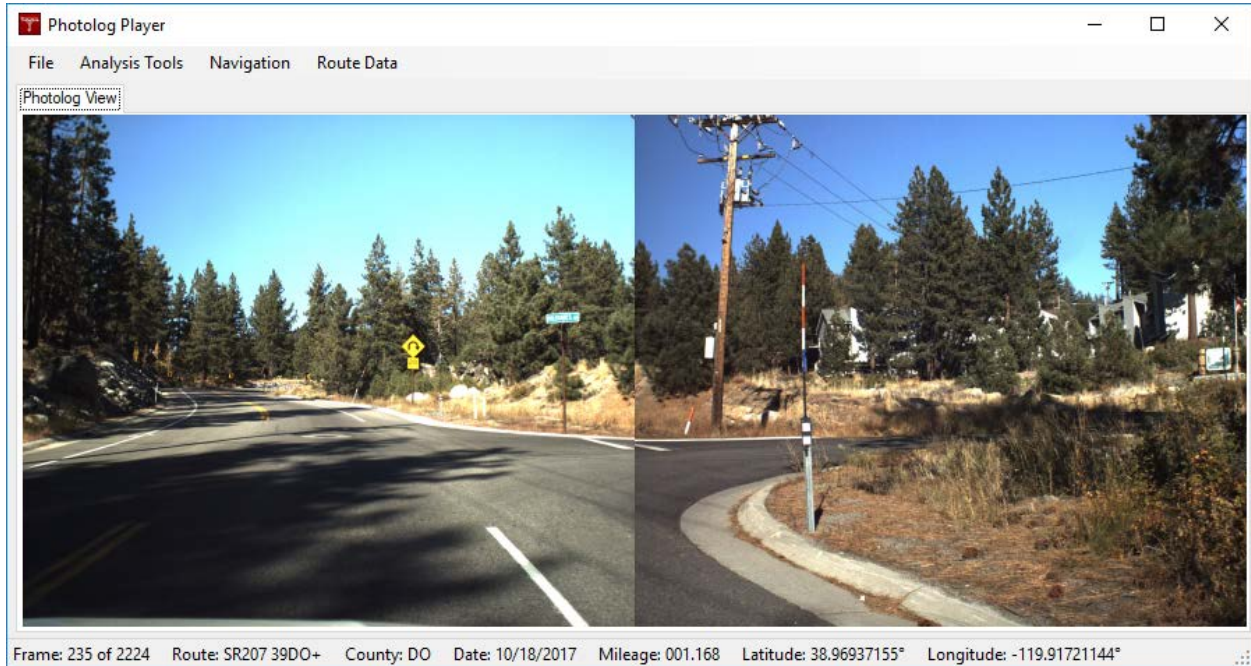 Photolog Player
File Analysis Tools Navigation Route Data
Photolog View
Frame: 235 of 2224 Route: SR207 39DO+ County: DO Date: 10/18/2017 Mileage: 001.168 Latitude: 38.96937155° Longitude: -119.91721144°